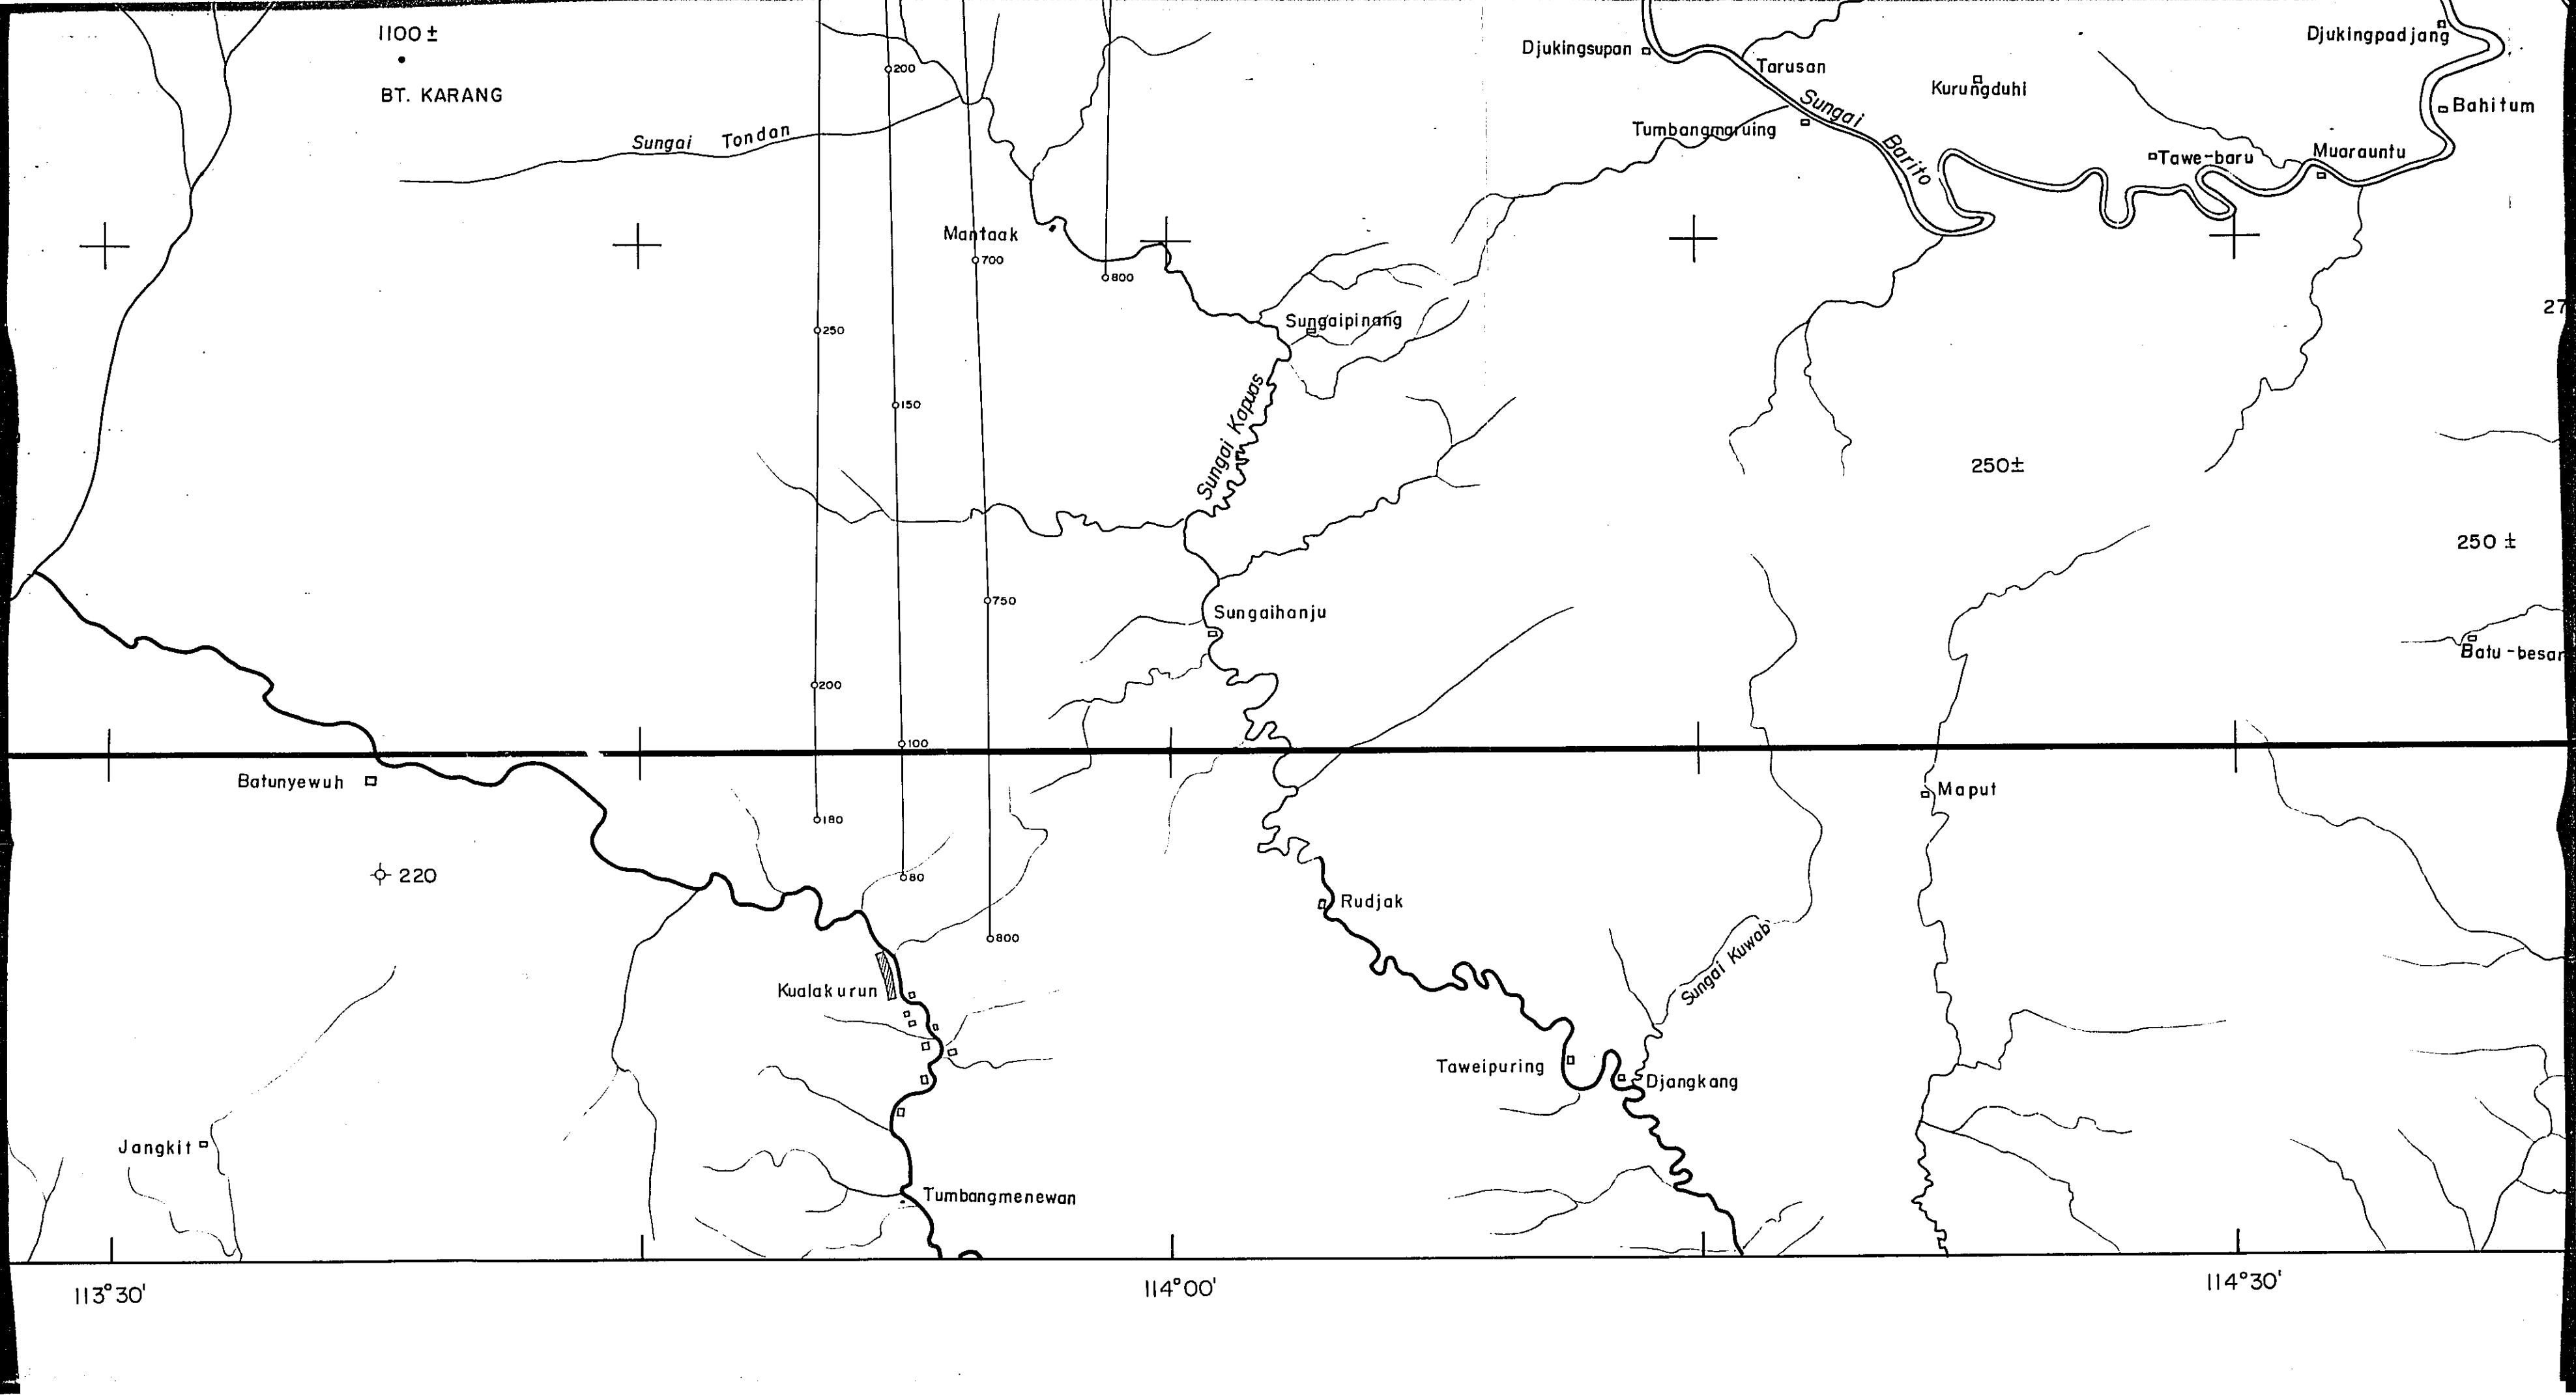 1100 ±
BT. KARANG
Djukingsupan
Tarusan
Djukingpadjang
200
Kurungduhi
Sungai Barito
Bahitum
Sungai Tondan
Tumbangmaruing
Tawe-baru
Muarauntu
Mantaak
700
800
27
250
Sungaipinang
150
Sungai Kapuas
250±
250 ±
750
Sungaihanju
Batu-besar
200
100
Batunyewuh
Maput
180
220
80
Rudjak
800
Sungai Kuwab
Kualakurun
Taweipuring
Djangkang
Jangkit
Tumbangmenewan
113°30'
114°00'
114°30'